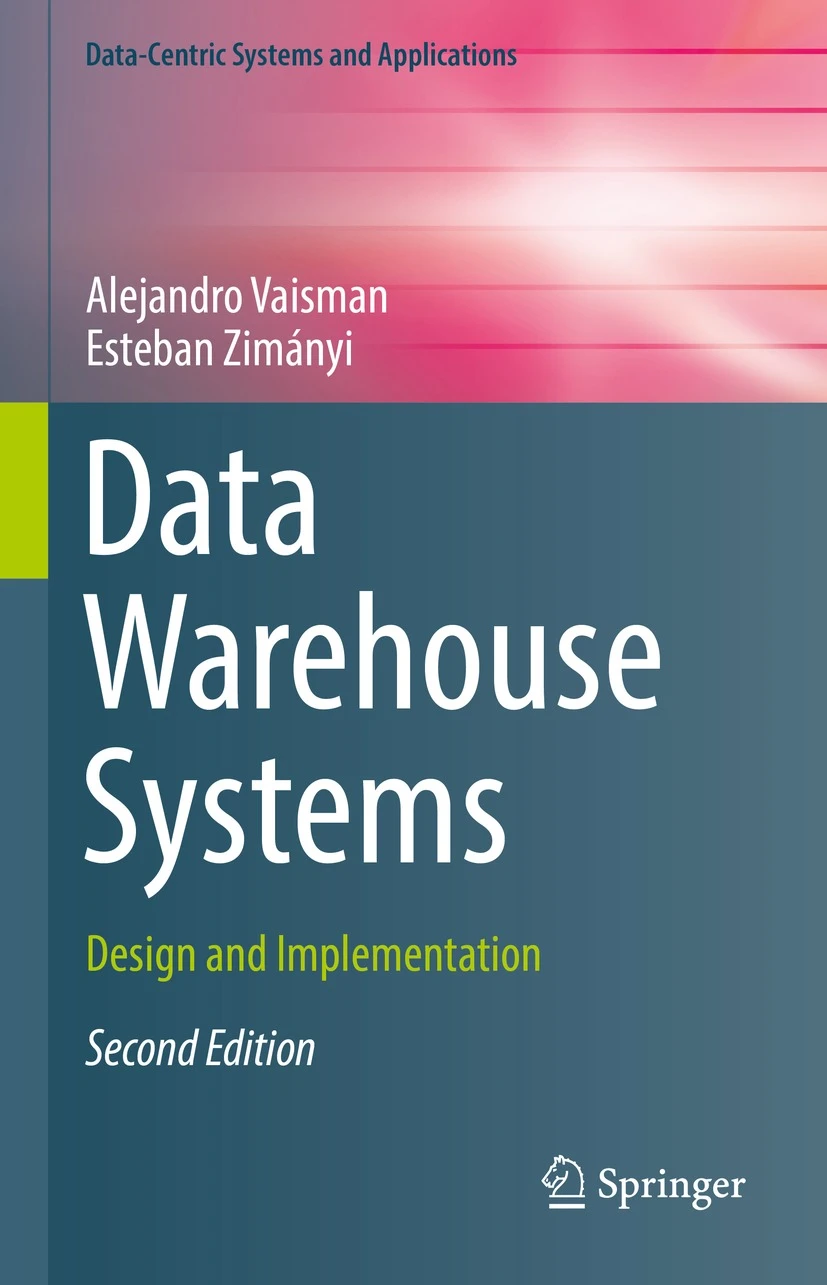 Data-Centric Systems and Applications
Alejandro Vaisman
Esteban Zimányi
Data
Warehouse
Systems
Design and Implementation
Second Edition
Springer